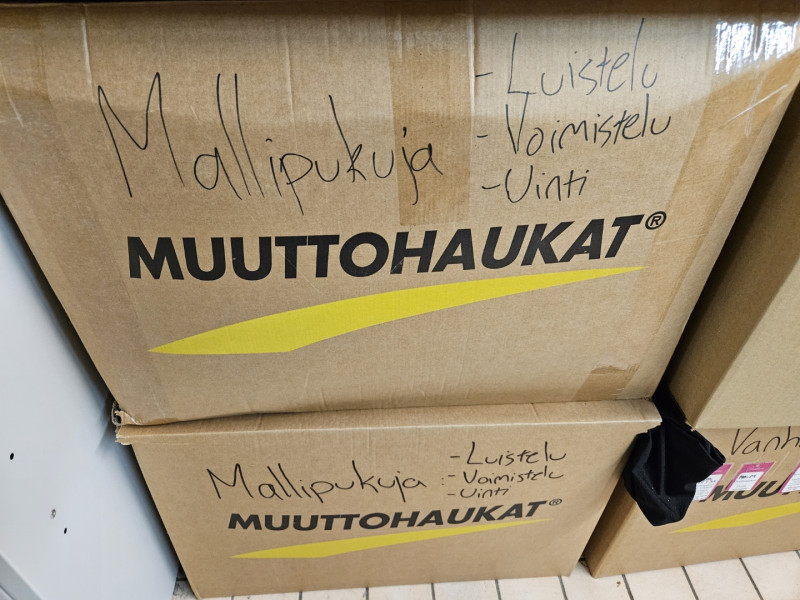 Mallipukuja
- Luistelu
- Voimistelu
- Uinti
MUUTTOHAUKAT®
Mallipukuja :
- Luistelu
- Voimistelu
- Uinti
MUUTTOHAUKAT®